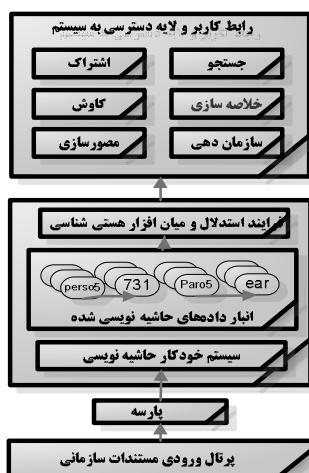 رابط کاربر و لایه دسترسی به سیستم
جستجو
اشتراک
خلاصه سازی
کاوش
سازمان دهی
مصورسازی
فرایند استدلال و میان افزار هستی شناسی
perso5
731
Paro5
ear
انبار داده‌های حاشیه نویسی شده
سیستم خودکار حاشیه نویسی
پارسه
پرتال ورودی مستندات سازمانی